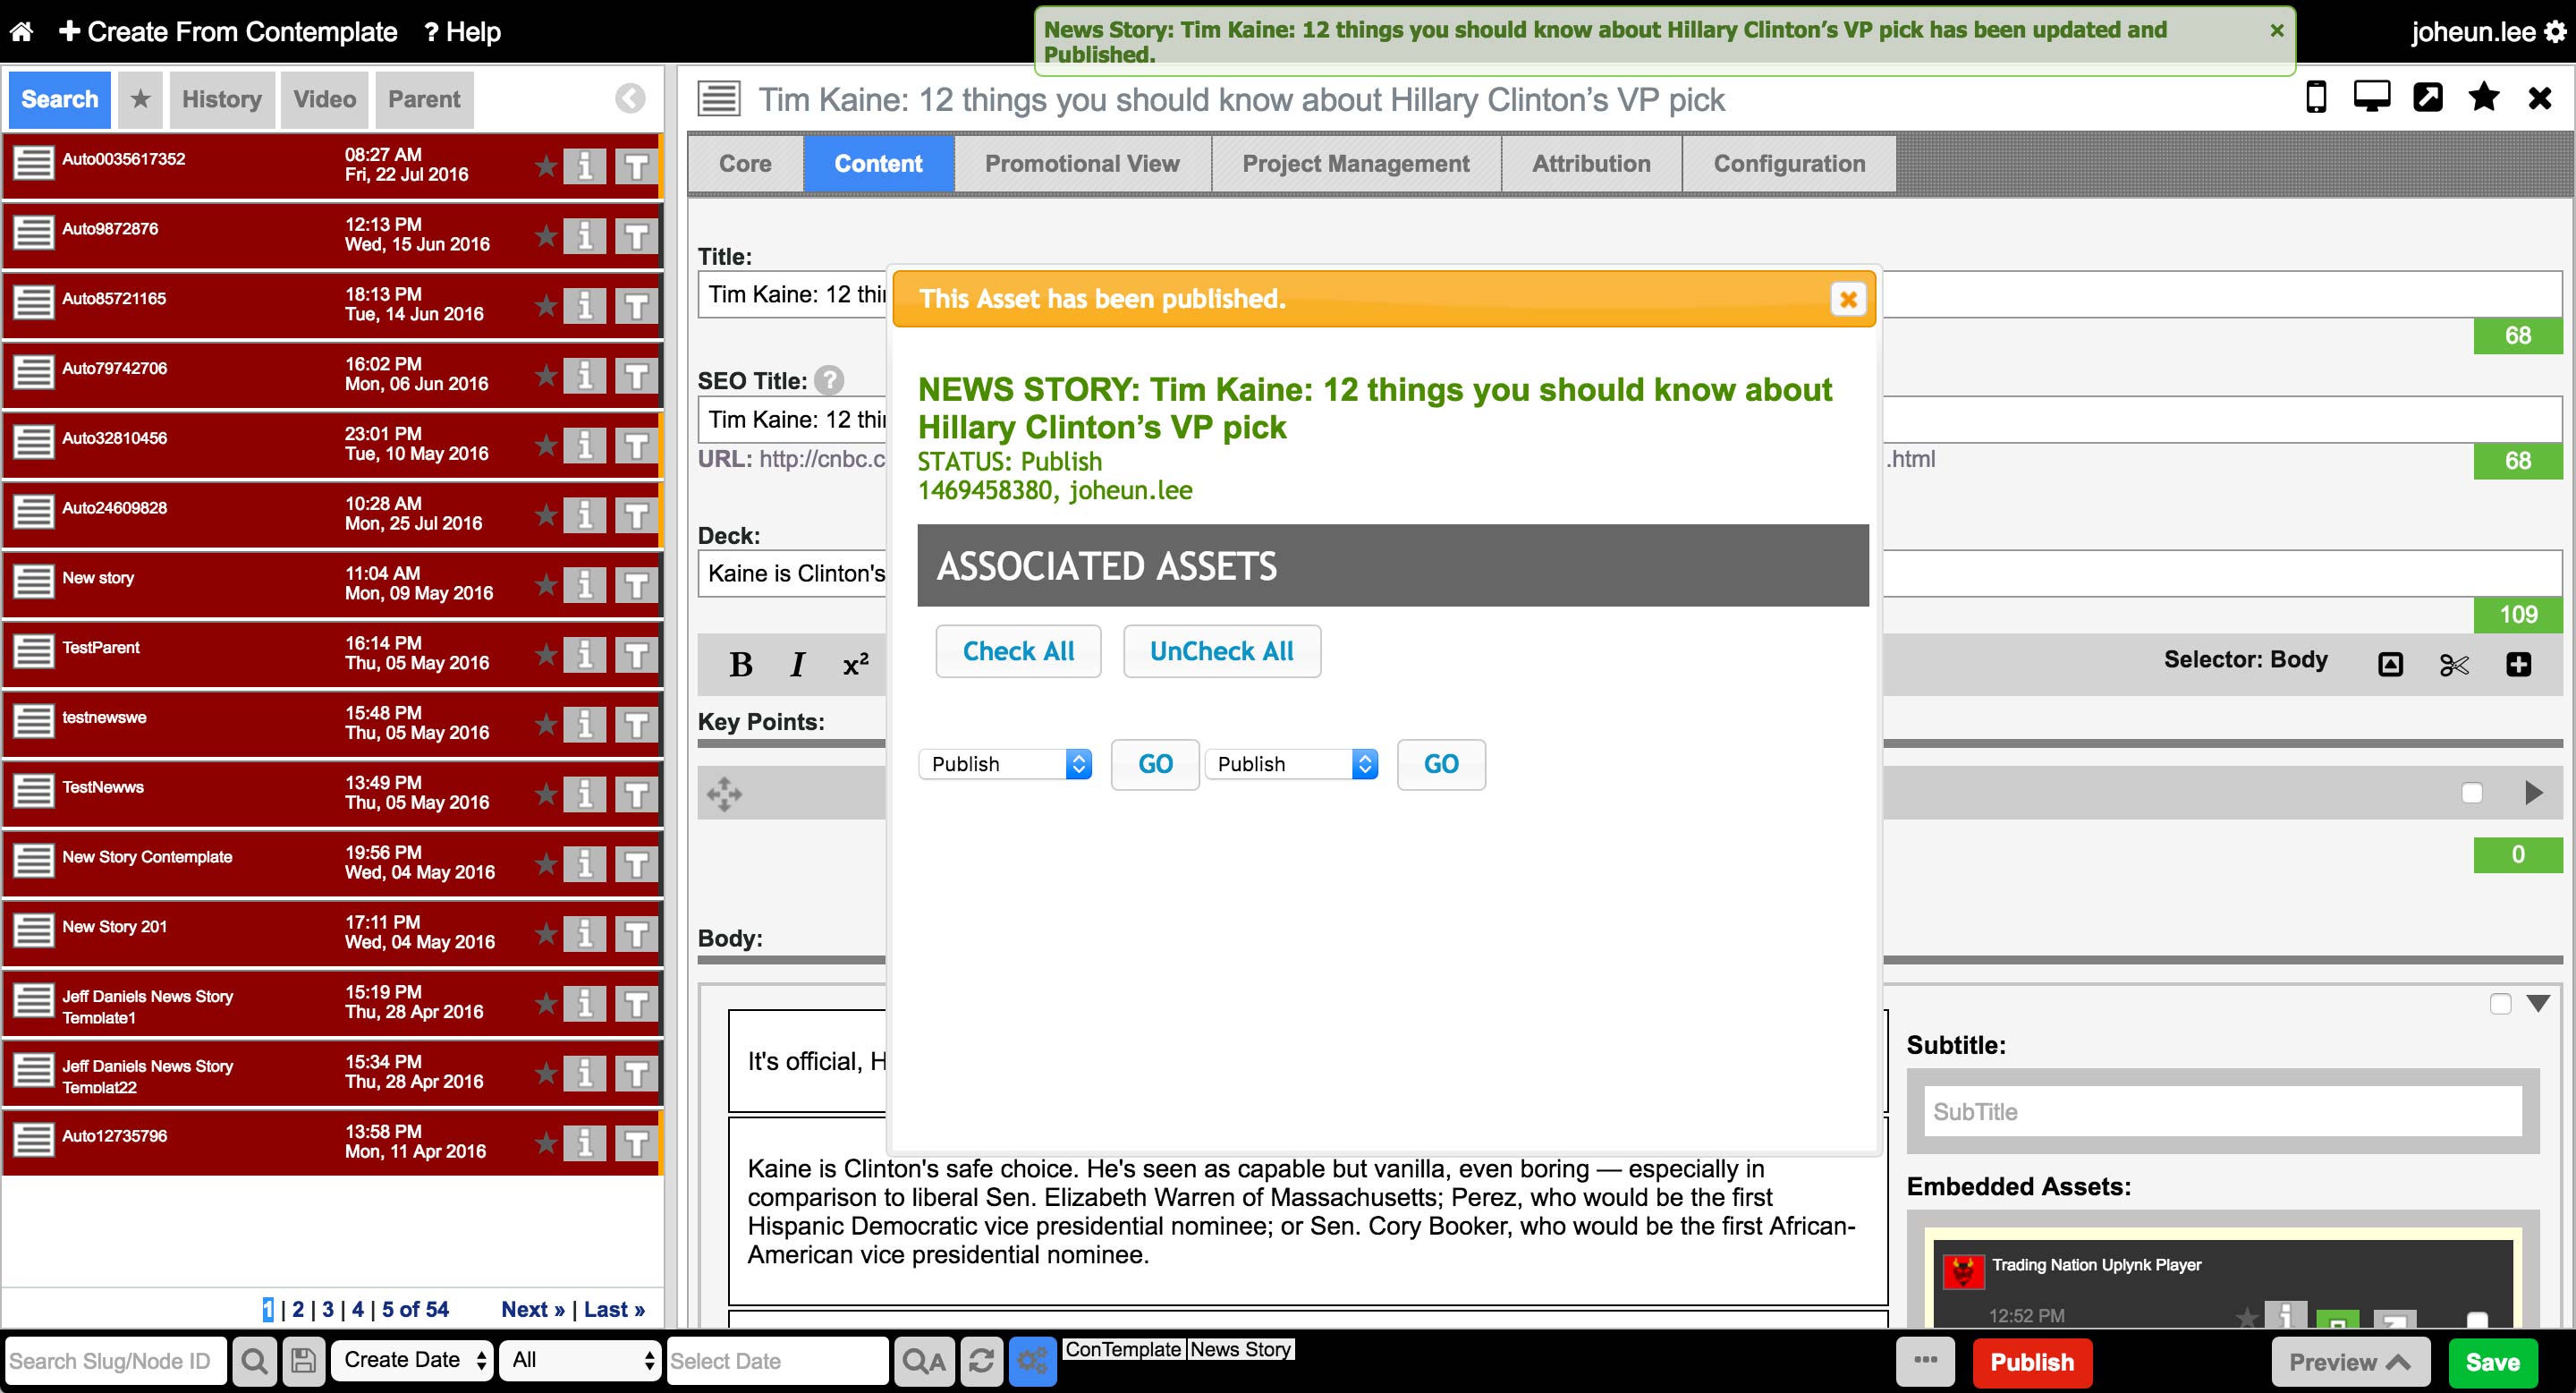 Create From Contemplate
? Help
News Story: Tim Kaine: 12 things you should know about Hillary Clinton’s VP pick has been updated and
Published.
joheun.lee
Search
History
Video
Parent
Auto0035617352
08:27 AM
Fri, 22 Jul 2016
Auto9872876
12:13 PM
Wed, 15 Jun 2016
Auto85721165
18:13 PM
Tue, 14 Jun 2016
Auto79742706
16:02 PM
Mon, 06 Jun 2016
Auto32810456
23:01 PM
Tue, 10 May 2016
Auto24609828
10:28 AM
Mon, 25 Jul 2016
New story
11:04 AM
Mon, 09 May 2016
TestParent
16:14 PM
Thu, 05 May 2016
testnewswe
15:48 PM
Thu, 05 May 2016
TestNewws
13:49 PM
Thu, 05 May 2016
New Story Contemplate
19:56 PM
Wed, 04 May 2016
New Story 201
17:11 PM
Wed, 04 May 2016
Jeff Daniels News Story
Template1
15:19 PM
Thu, 28 Apr 2016
Jeff Daniels News Story
Templat22
15:34 PM
Thu, 28 Apr 2016
Auto12735796
13:58 PM
Mon, 11 Apr 2016
1 | 2 | 3 | 4 | 5 of 54 Next » | Last »
Tim Kaine: 12 things you should know about Hillary Clinton’s VP pick
Core
Content
Promotional View
Project Management
Attribution
Configuration
Title:
Tim Kaine: 12 thi
68
SEO Title: ?
Tim Kaine: 12 thi
68
URL: http://cnbc.c
.html
Deck:
Kaine is Clinton's
109
B I x²
Selector: Body
Key Points:
0
Body:
It's official, H
Kaine is Clinton's safe choice. He's seen as capable but vanilla, even boring — especially in
comparison to liberal Sen. Elizabeth Warren of Massachusetts; Perez, who would be the first
Hispanic Democratic vice presidential nominee; or Sen. Cory Booker, who would be the first African-
American vice presidential nominee.
Subtitle:
SubTitle
Embedded Assets:
Trading Nation Uplynk Player
12:52 PM
This Asset has been published.
NEWS STORY: Tim Kaine: 12 things you should know about
Hillary Clinton’s VP pick
STATUS: Publish
1469458380, joheun.lee
ASSOCIATED ASSETS
Check All
UnCheck All
Publish
GO
Publish
GO
Search Slug/Node ID
Create Date
All
Select Date
ConTemplate
News Story
Publish
Preview
Save